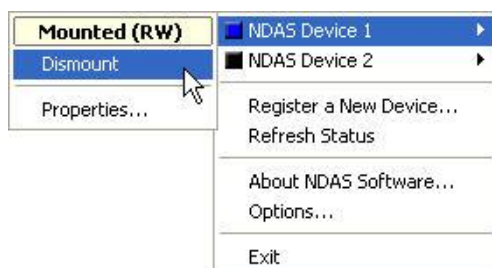 Mounted (RW)
Dismount
Properties...
NDAS Device 1
NDAS Device 2
Register a New Device...
Refresh Status
About NDAS Software...
Options...
Exit